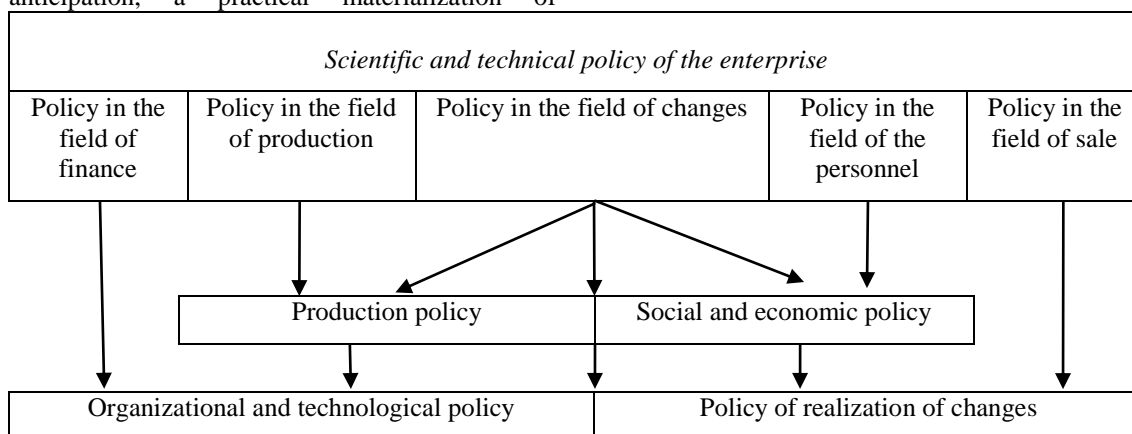 anticipation, a practical materialization of
Scientific and technical policy of the enterprise
Policy in the
field of
finance
Policy in the field
of production
Policy in the field of changes
Policy in the
field of the
personnel
Policy in the
field of sale
Production policy
Social and economic policy
Organizational and technological policy
Policy of realization of changes